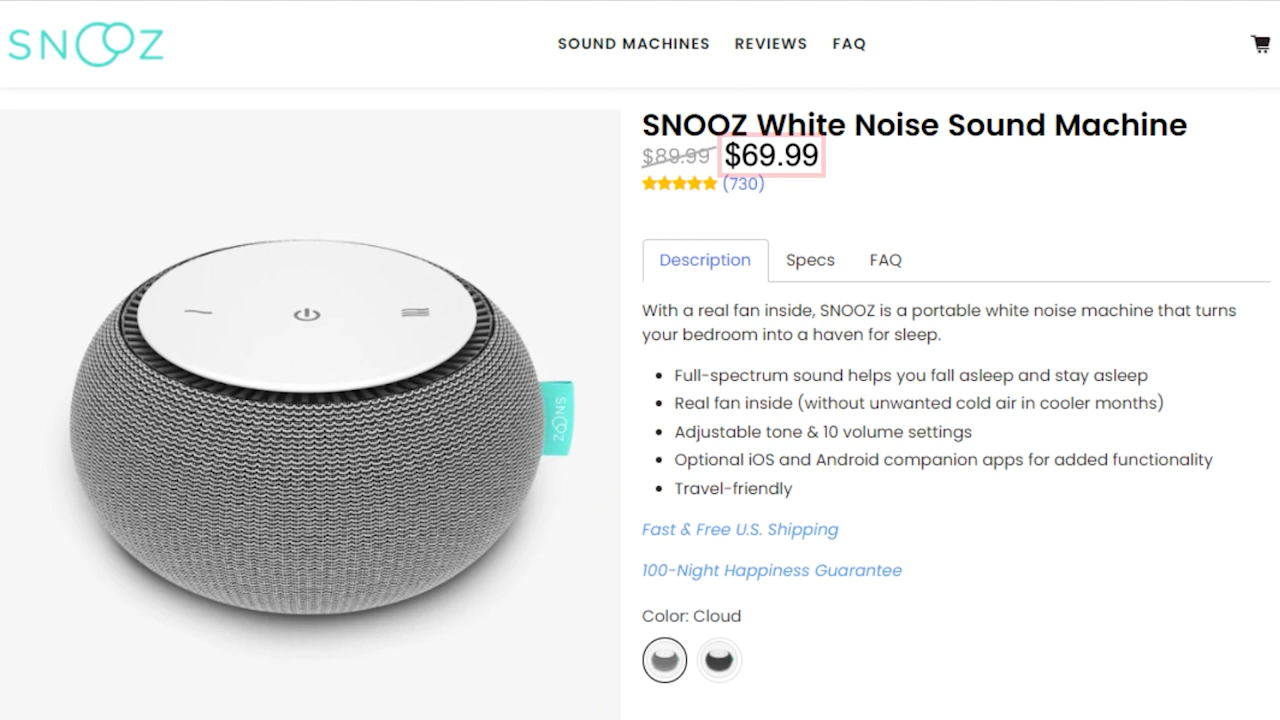 SNOOZ
SOUND MACHINES REVIEWS FAQ
SNOOZ White Noise Sound Machine
$89.99 $69.99
(730)
Description Specs FAQ
With a real fan inside, SNOOZ is a portable white noise machine that turns
your bedroom into a haven for sleep.
• Full-spectrum sound helps you fall asleep and stay asleep
• Real fan inside (without unwanted cold air in cooler months)
• Adjustable tone & 10 volume settings
• Optional iOS and Android companion apps for added functionality
• Travel-friendly
Fast & Free U.S. Shipping
100-Night Happiness Guarantee
Color: Cloud
SNOOZ